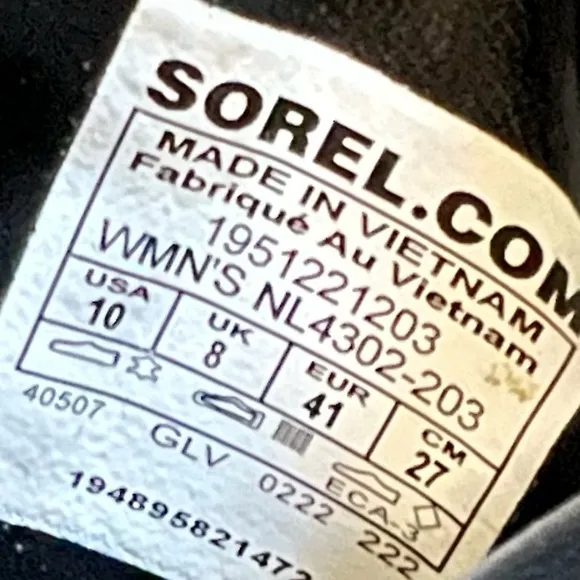 SOREL.COM
MADE IN VIETNAM
Fabriqué Au Vietnam
1951221203
WMN'S NL4302-203
USA UK EUR CM
10 8 41 27
ECA-3
40507 GLV 0222 222
194895821472